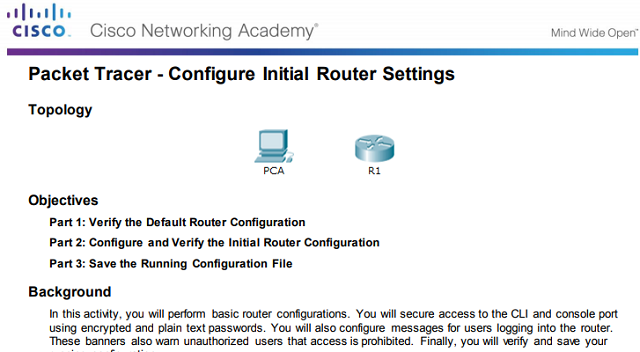 CISCO
Cisco Networking Academy®
Mind Wide Open™
Packet Tracer - Configure Initial Router Settings
Topology
PCA
R1
Objectives
Part 1: Verify the Default Router Configuration
Part 2: Configure and Verify the Initial Router Configuration
Part 3: Save the Running Configuration File
Background
In this activity, you will perform basic router configurations. You will secure access to the CLI and console port
using encrypted and plain text passwords. You will also configure messages for users logging into the router.
These banners also warn unauthorized users that access is prohibited. Finally, you will verify and save your